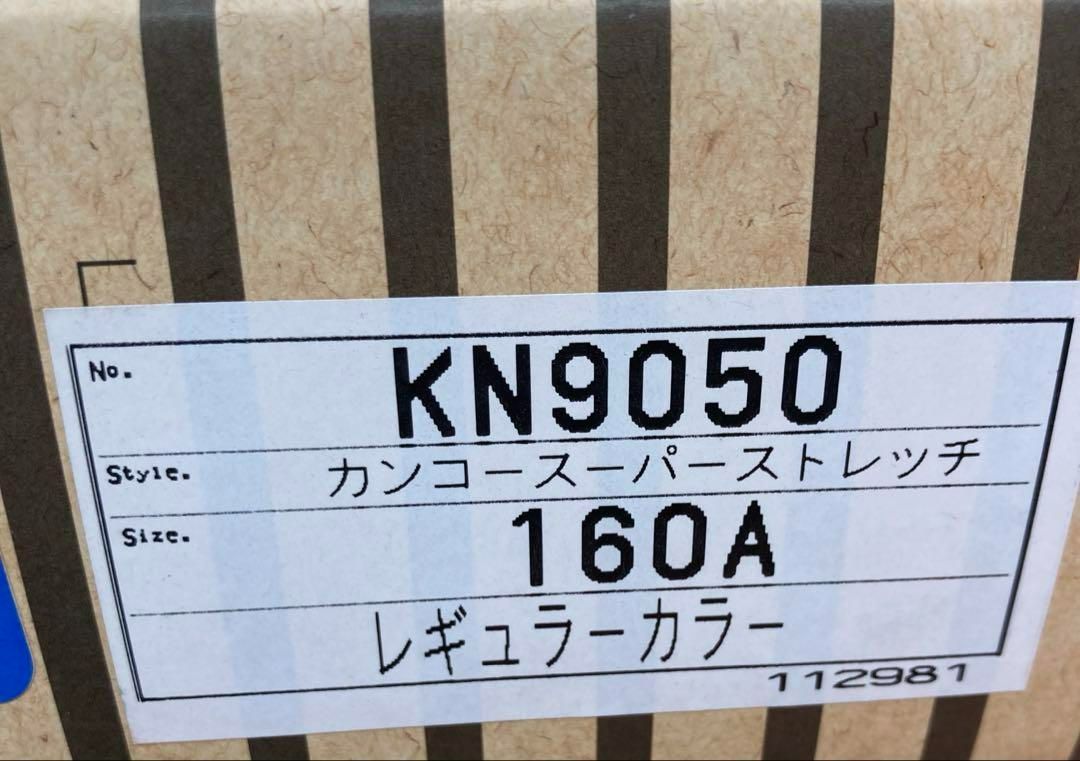 No. KN9050
Style. カンコースーパーストレッチ
Size. 160A
レギュラーカラー
112981